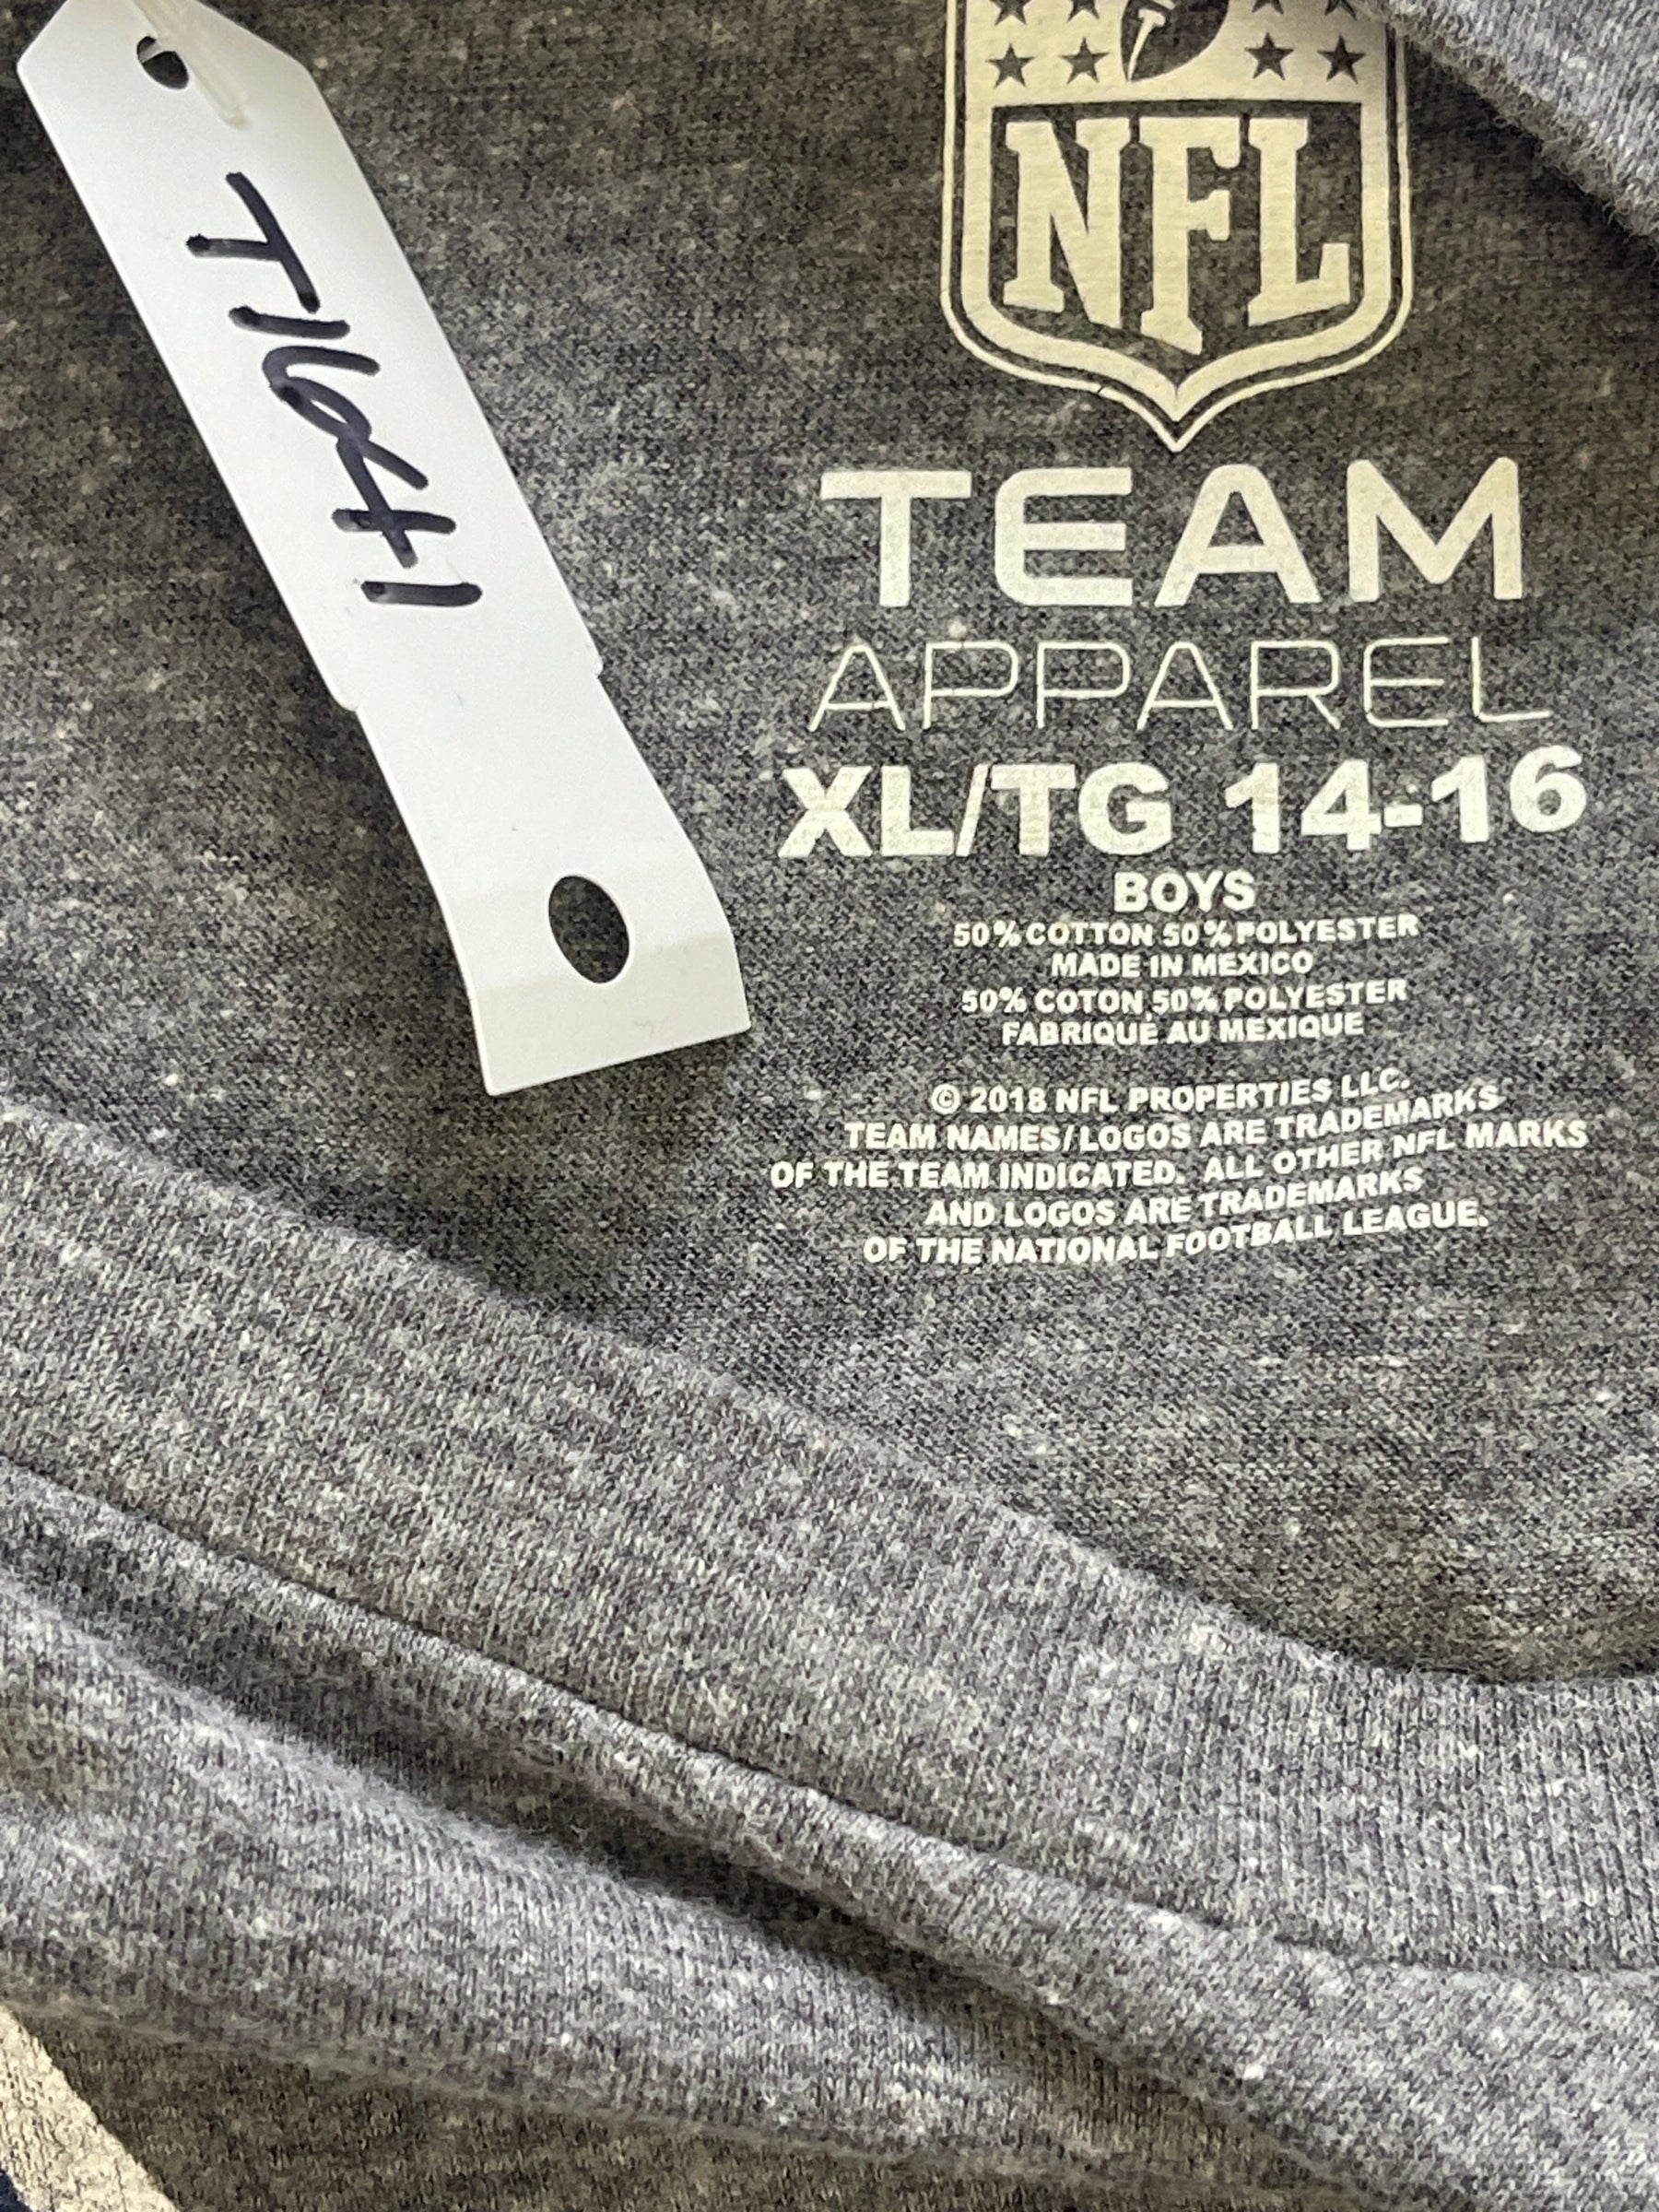 T1641
NFL
TEAM
APPAREL
XL/TG 14-16
BOYS
50% COTTON 50% POLYESTER
MADE IN MEXICO
50% COTON 50% POLYESTER
FABRIQUÉ AU MEXIQUE
© 2018 NFL PROPERTIES LLC.
TEAM NAMES/LOGOS ARE TRADEMARKS
OF THE TEAM INDICATED. ALL OTHER NFL MARKS
AND LOGOS ARE TRADEMARKS
OF THE NATIONAL FOOTBALL LEAGUE.